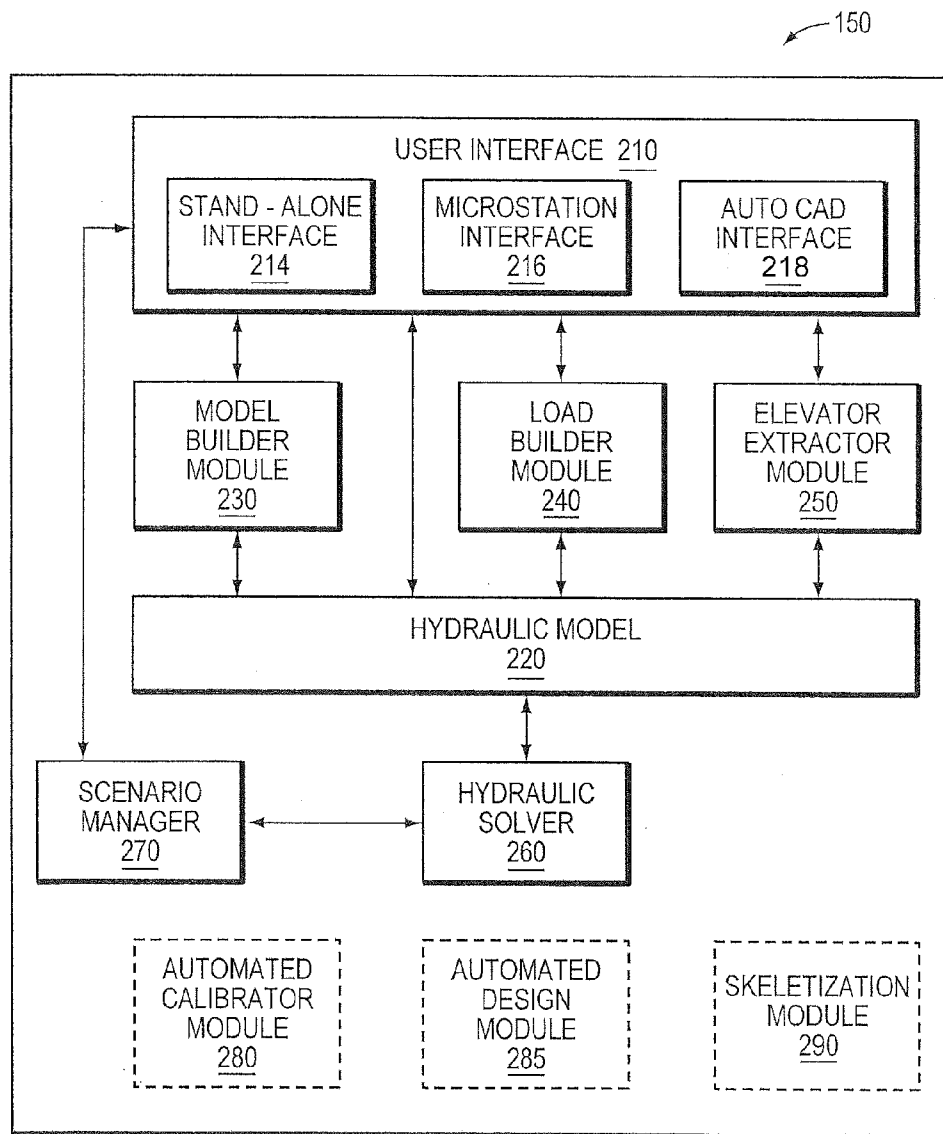 150
USER INTERFACE 210
STAND - ALONE
INTERFACE
214
MICROSTATION
INTERFACE
216
AUTO CAD
INTERFACE
218
MODEL
BUILDER
MODULE
230
LOAD
BUILDER
MODULE
240
ELEVATOR
EXTRACTOR
MODULE
250
HYDRAULIC MODEL
220
SCENARIO
MANAGER
270
HYDRAULIC
SOLVER
260
AUTOMATED
CALIBRATOR
MODULE
280
AUTOMATED
DESIGN
MODULE
285
SKELETIZATION
MODULE
290